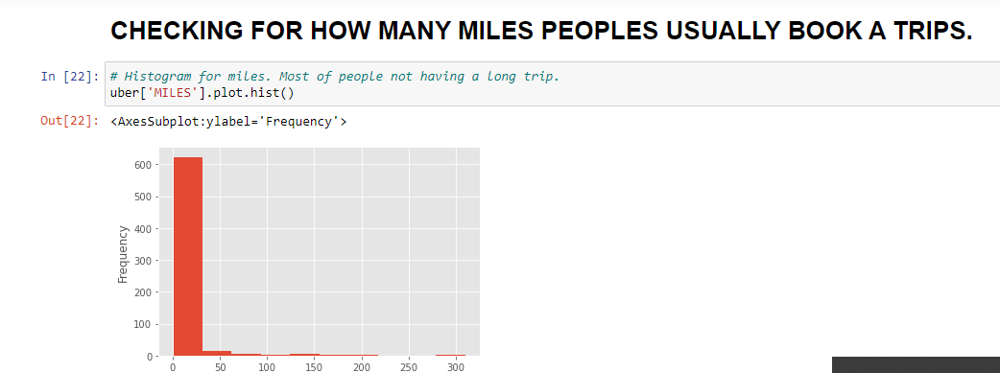 CHECKING FOR HOW MANY MILES PEOPLES USUALLY BOOK A TRIPS.
In [22]: # Histogram for miles. Most of people not having a long trip.
uber['MILES'].plot.hist()
Out[22]: <AxesSubplot:ylabel='Frequency'>
600
500
400
300
200
100
0
Frequency
0 50 100 150 200 250 300